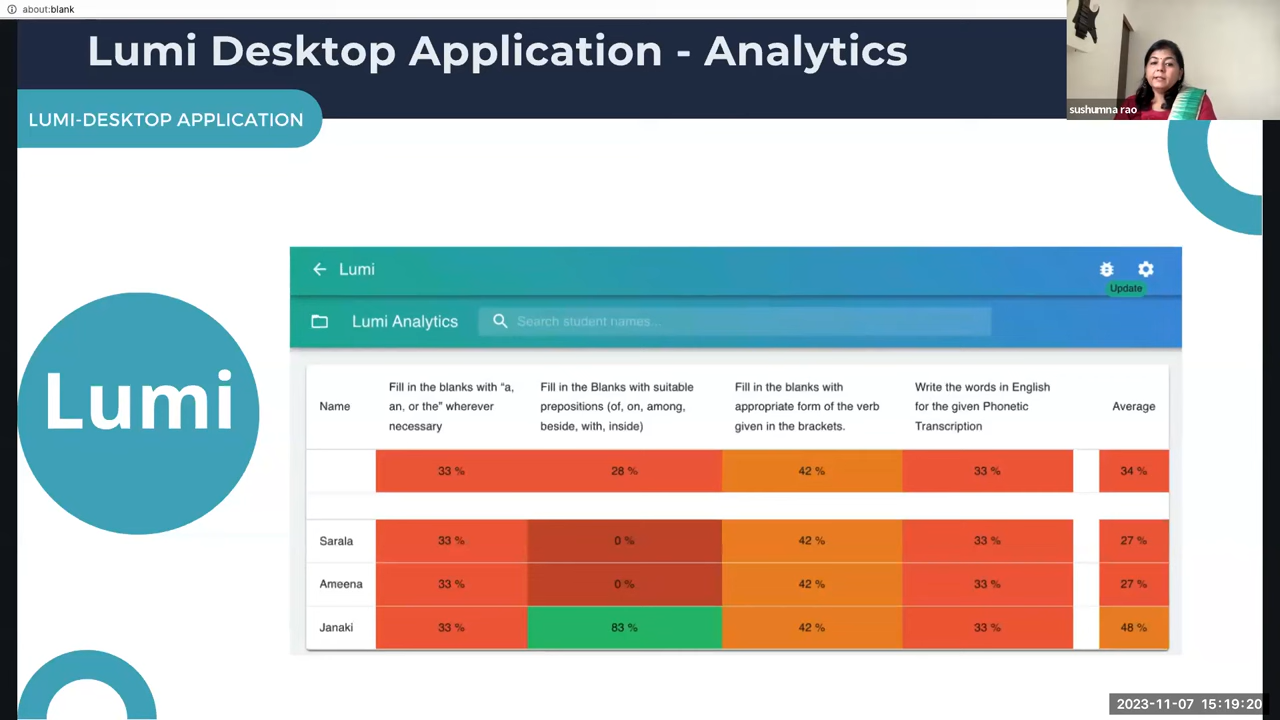 about:blank
Lumi Desktop Application - Analytics
sushumna rao
LUMI-DESKTOP APPLICATION
Lumi
Lumi
Update
Lumi Analytics
Search student names...
Name
Fill in the blanks with “a,
an, or the” wherever
necessary
Fill in the Blanks with suitable
prepositions (of, on, among,
beside, with, inside)
Fill in the blanks with
appropriate form of the verb
given in the brackets.
Write the words in English
for the given Phonetic
Transcription
Average
33 % 28 % 42 % 33 % 34 %
Sarala 33 % 0 % 42 % 33 % 27 %
Ameena 33 % 0 % 42 % 33 % 27 %
Janaki 33 % 83 % 42 % 33 % 48 %
2023-11-07 15:19:20